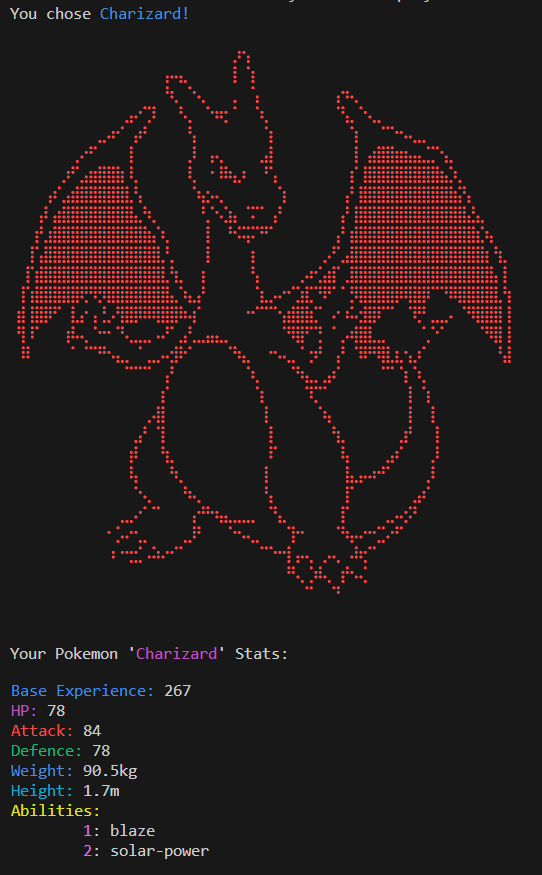 You chose Charizard!
Your Pokemon 'Charizard' Stats:
Base Experience: 267
HP: 78
Attack: 84
Defence: 78
Weight: 90.5kg
Height: 1.7m
Abilities:
1: blaze
2: solar-power